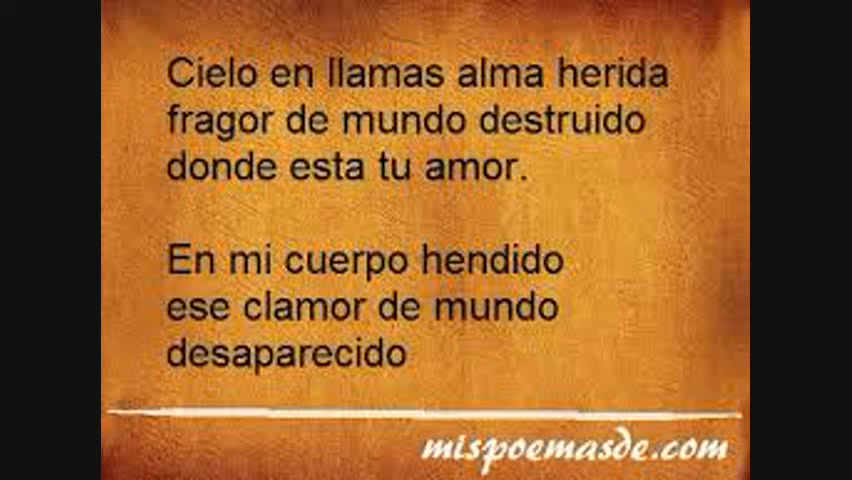 Cielo en llamas alma herida
fragor de mundo destruido
donde esta tu amor.
En mi cuerpo hendido
ese clamor de mundo
desaparecido
mispoemasde.com